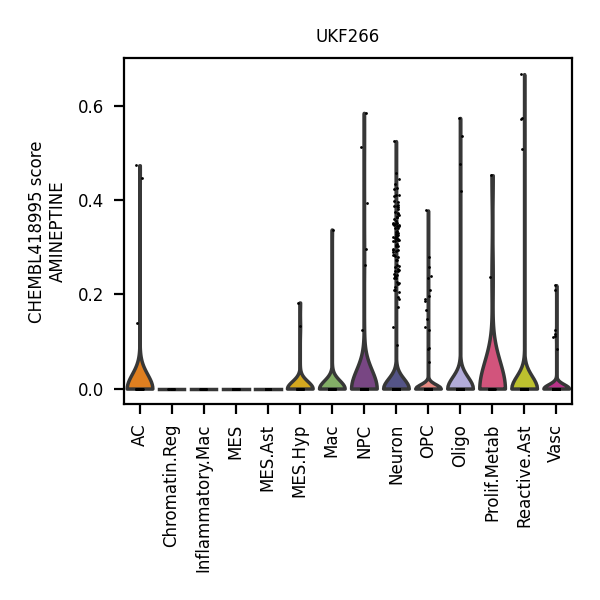 UKF266
CHEMBL418995 score
AMINEPTINE
0.6
0.4
0.2
0.0
AC
Chromatin.Reg
Inflammatory.Mac
MES
MES.Ast
MES.Hyp
Mac
NPC
Neuron
OPC
Oligo
Prolif.Metab
Reactive.Ast
Vasc